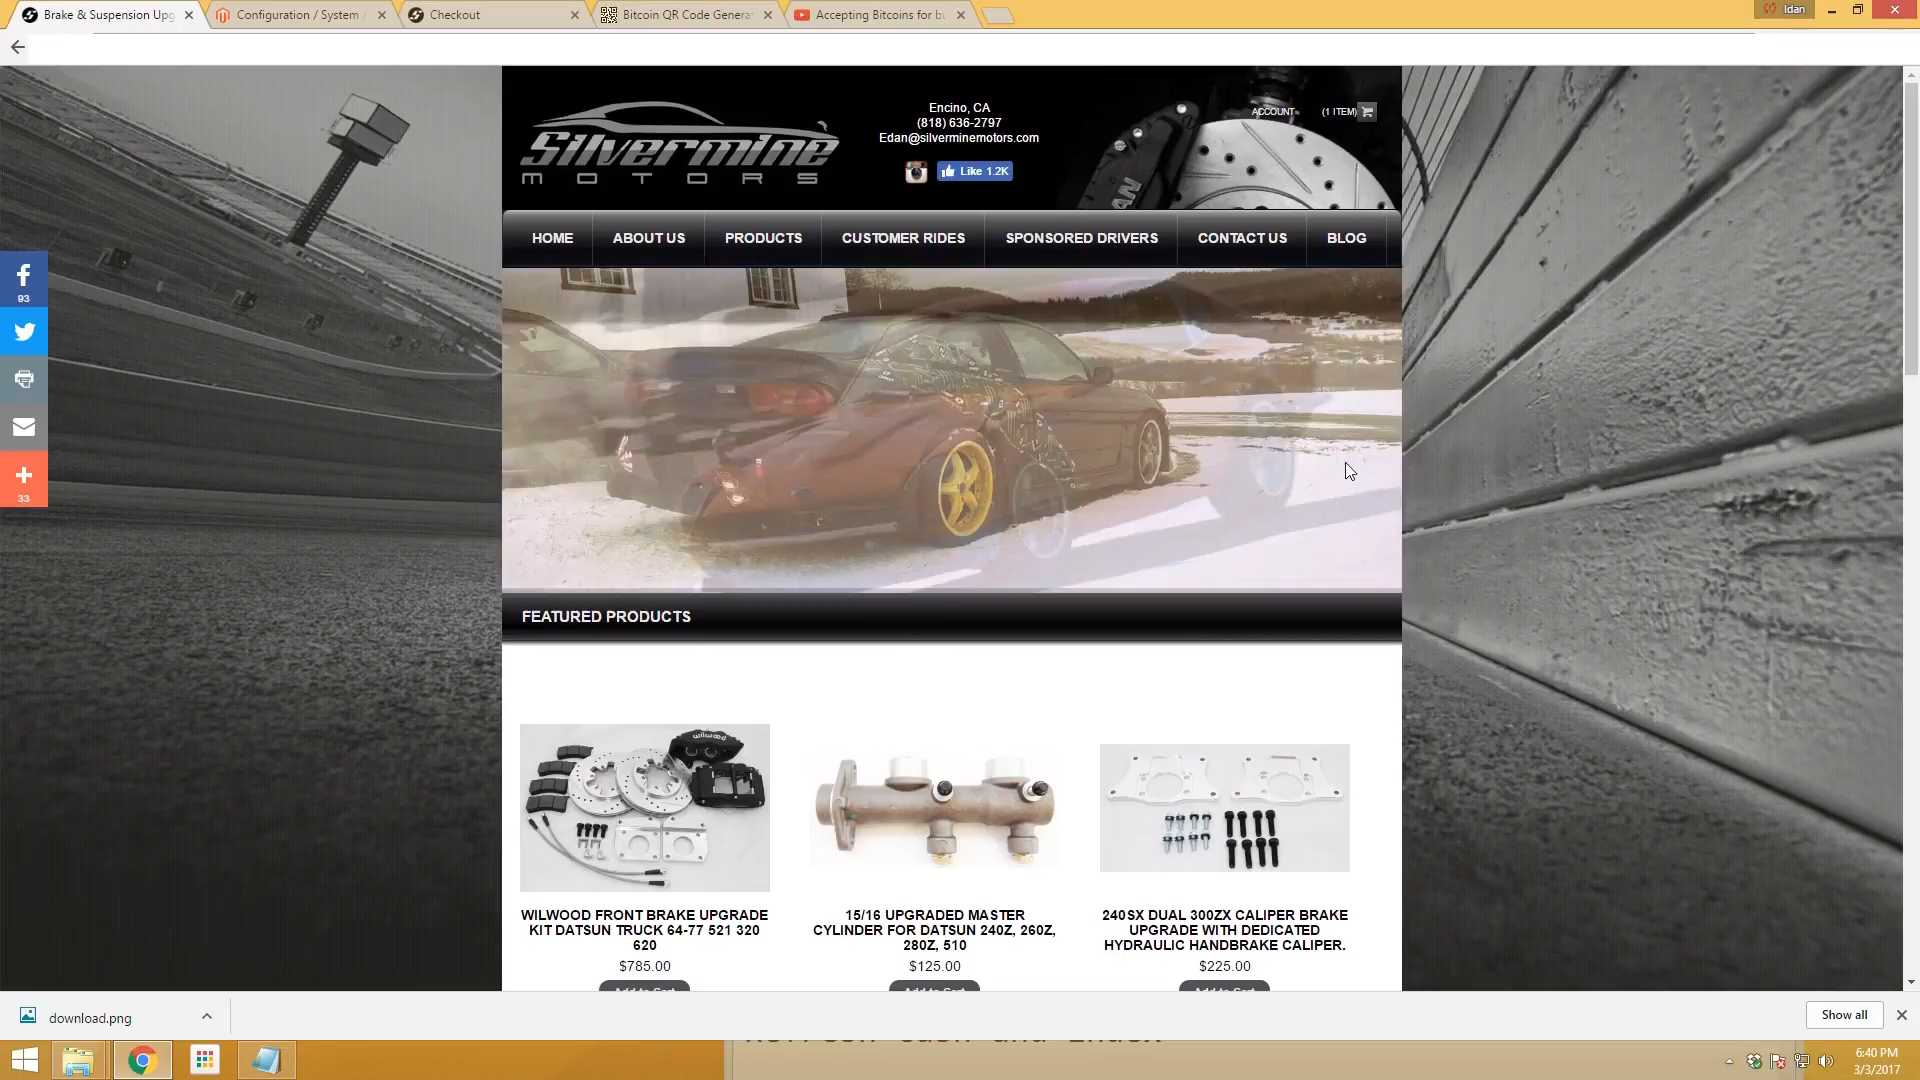 Brake & Suspension Upg
Configuration / System
Checkout
Bitcoin QR Code Genera
Accepting Bitcoins for bu
Idan
Silvermine
MOTORS
Encino, CA
(818) 636-2797
Edan@silverminemotors.com
Like 1.2K
ACCOUNT
(1 ITEM)
HOME
ABOUT US
PRODUCTS
CUSTOMER RIDES
SPONSORED DRIVERS
CONTACT US
BLOG
93
33
FEATURED PRODUCTS
wilwood
WILWOOD FRONT BRAKE UPGRADE
KIT DATSUN TRUCK 64-77 521 320
620
$785.00
Add to Cart
15/16 UPGRADED MASTER
CYLINDER FOR DATSUN 240Z, 260Z,
280Z, 510
$125.00
Add to Cart
240SX DUAL 300ZX CALIPER BRAKE
UPGRADE WITH DEDICATED
HYDRAULIC HANDBRAKE CALIPER.
$225.00
Add to Cart
download.png
Show all
6:40 PM
3/3/2017